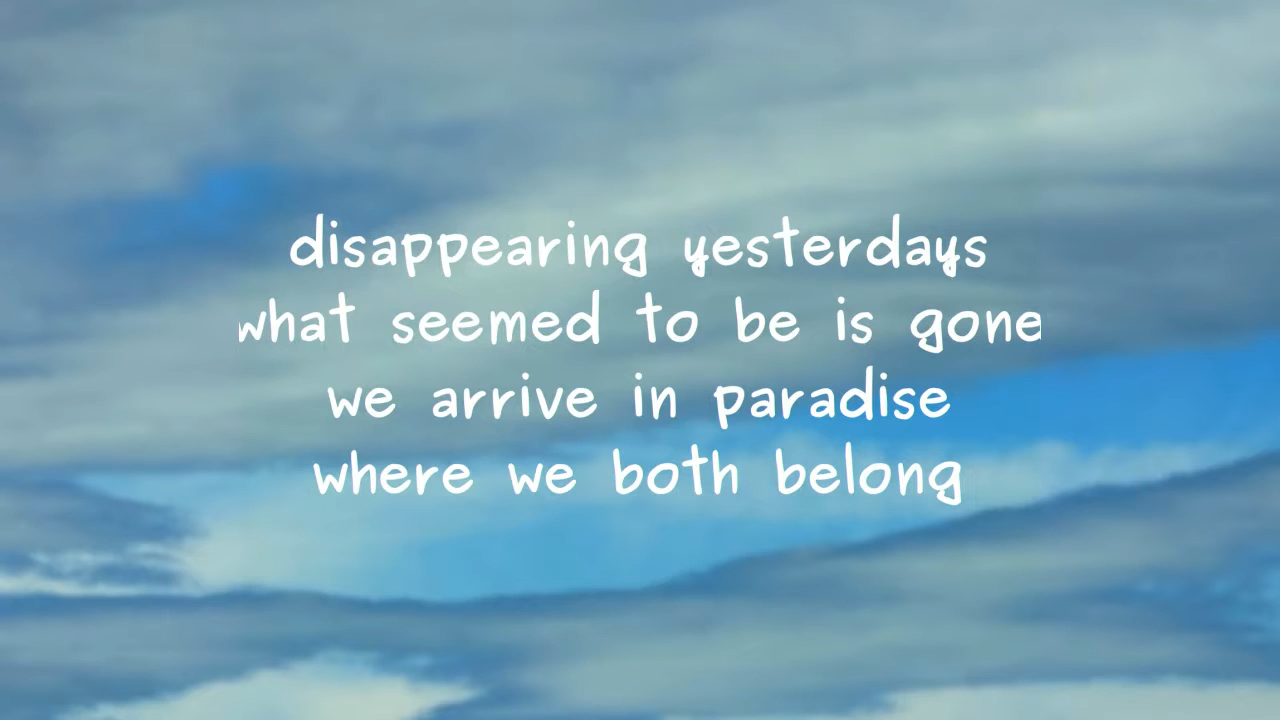 disappearing yesterdays
what seemed to be is gone
we arrive in paradise
where we both belong